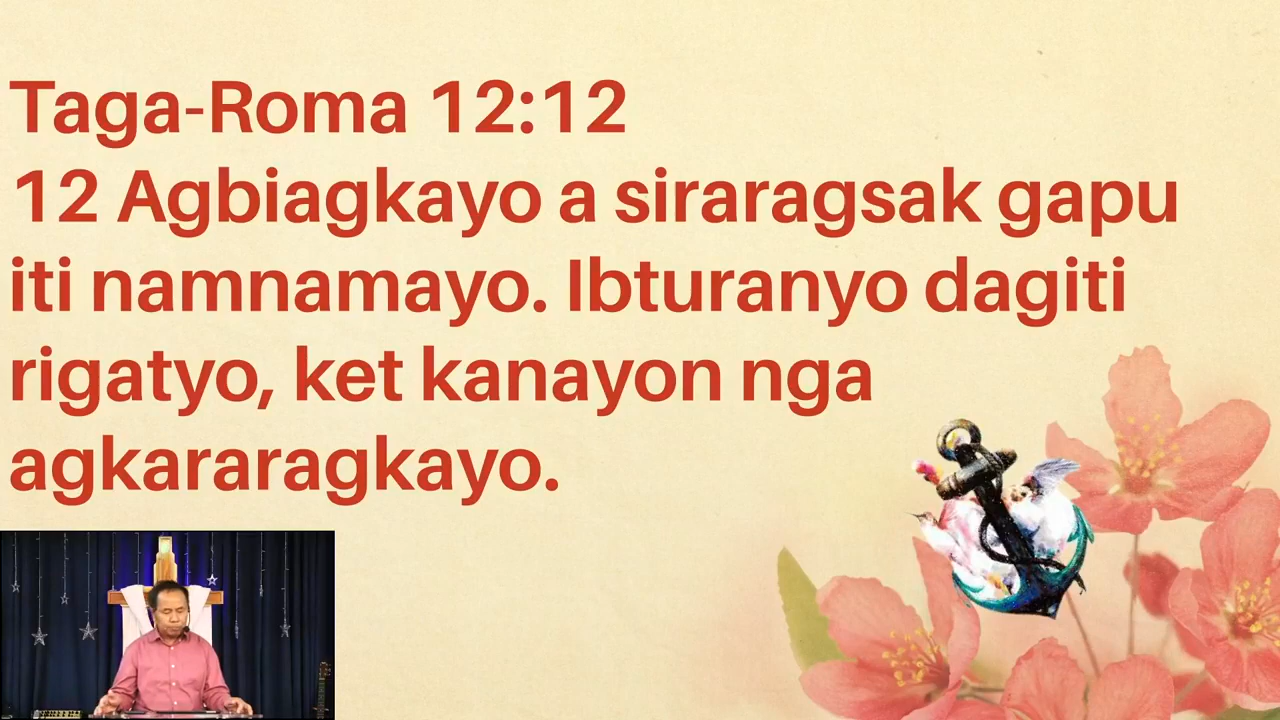 Taga-Roma 12:12
12 Agbiagkayo a siraragsak gapu
iti namnamayo. Ibturanyo dagiti
rigatyo, ket kanayon nga
agkararagkayo.